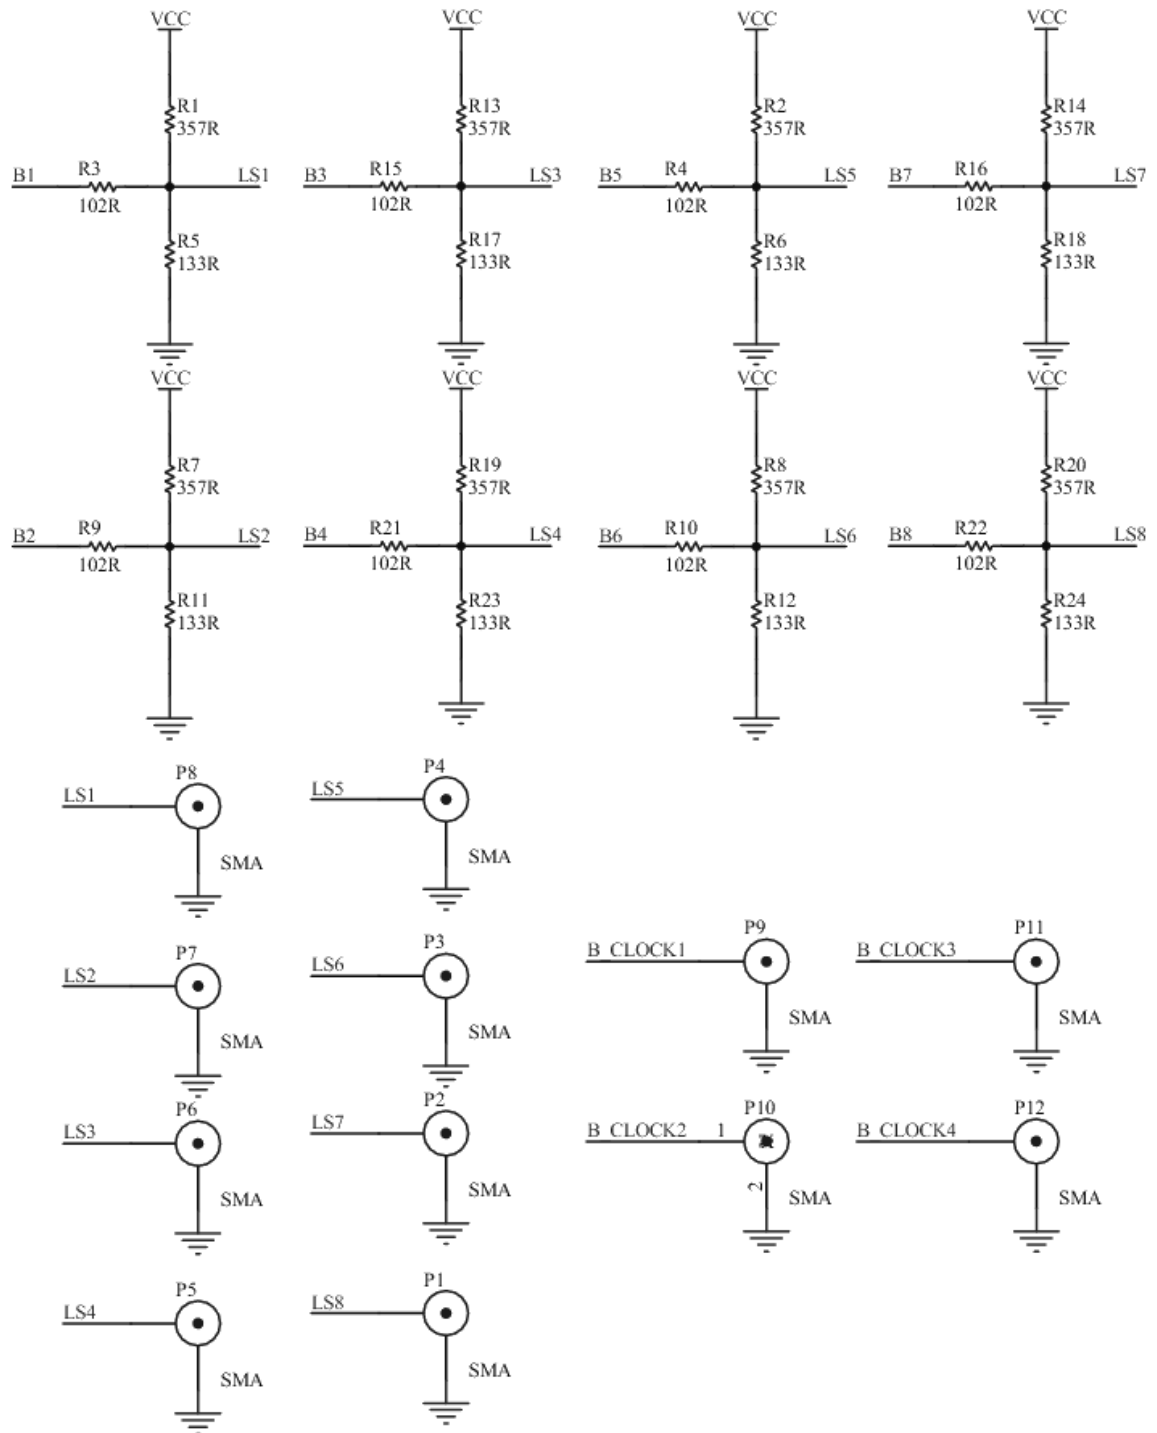 VCC VCC VCC VCC
R1 R13 R2 R14
357R 357R 357R 357R
B1 R3 LS1 B3 R15 LS3 B5 R4 LS5 B7 R16 LS7
102R 102R 102R 102R
R5 R17 R6 R18
133R 133R 133R 133R
VCC VCC VCC VCC
R7 R19 R8 R20
357R 357R 357R 357R
B2 R9 LS2 B4 R21 LS4 B6 R10 LS6 B8 R22 LS8
102R 102R 102R 102R
R11 R23 R12 R24
133R 133R 133R 133R
P8 P4
LS1 LS5
SMA SMA
P7 P3 P9 P11
LS2 LS6 B_CLOCK1 B_CLOCK3
SMA SMA SMA SMA
P6 P2 P10 P12
LS3 LS7 B_CLOCK2 1 B_CLOCK4
2
SMA SMA SMA SMA
P5 P1
LS4 LS8
SMA SMA